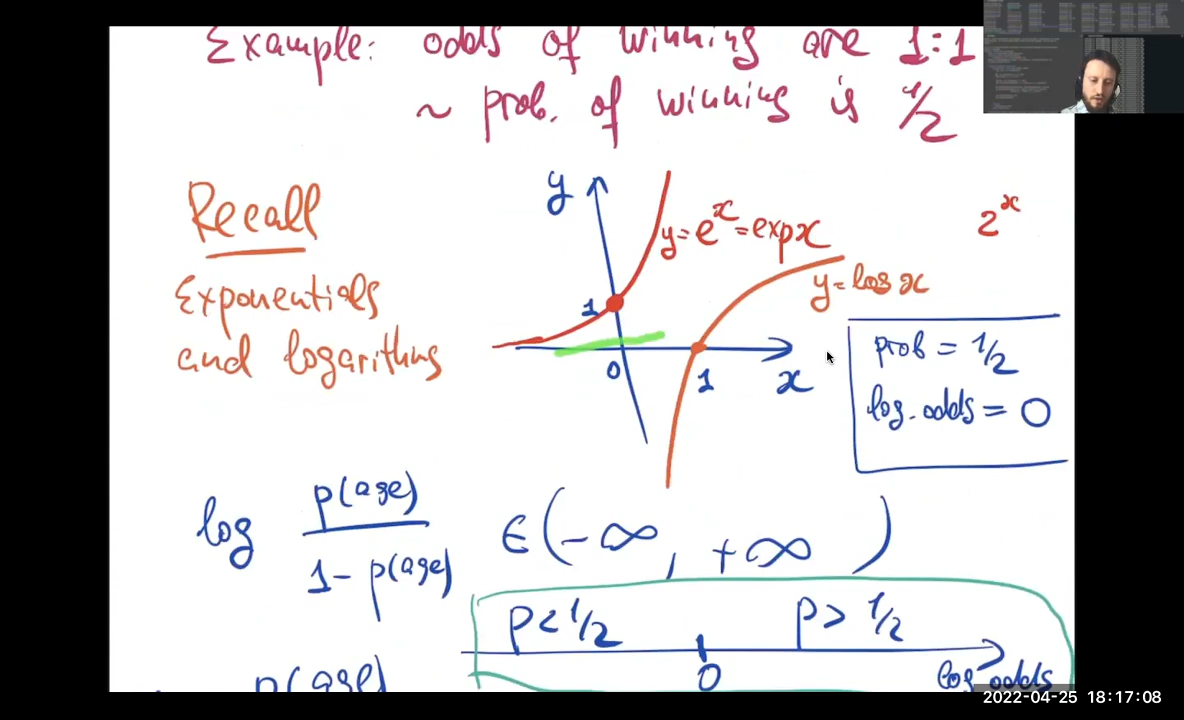 Example: odds of winning are 1:1
~ prob. of winning is 1/2
Recall
Exponentials
and logarithms
y
y=e^x=exp x
2^x
y=log x
1
0
1
x
prob = 1/2
log-odds = 0
log p(age) / 1-p(age) ∈ (-∞, +∞)
p<1/2
p>1/2
0
log odds
p(age)
2022-04-25 18:17:08